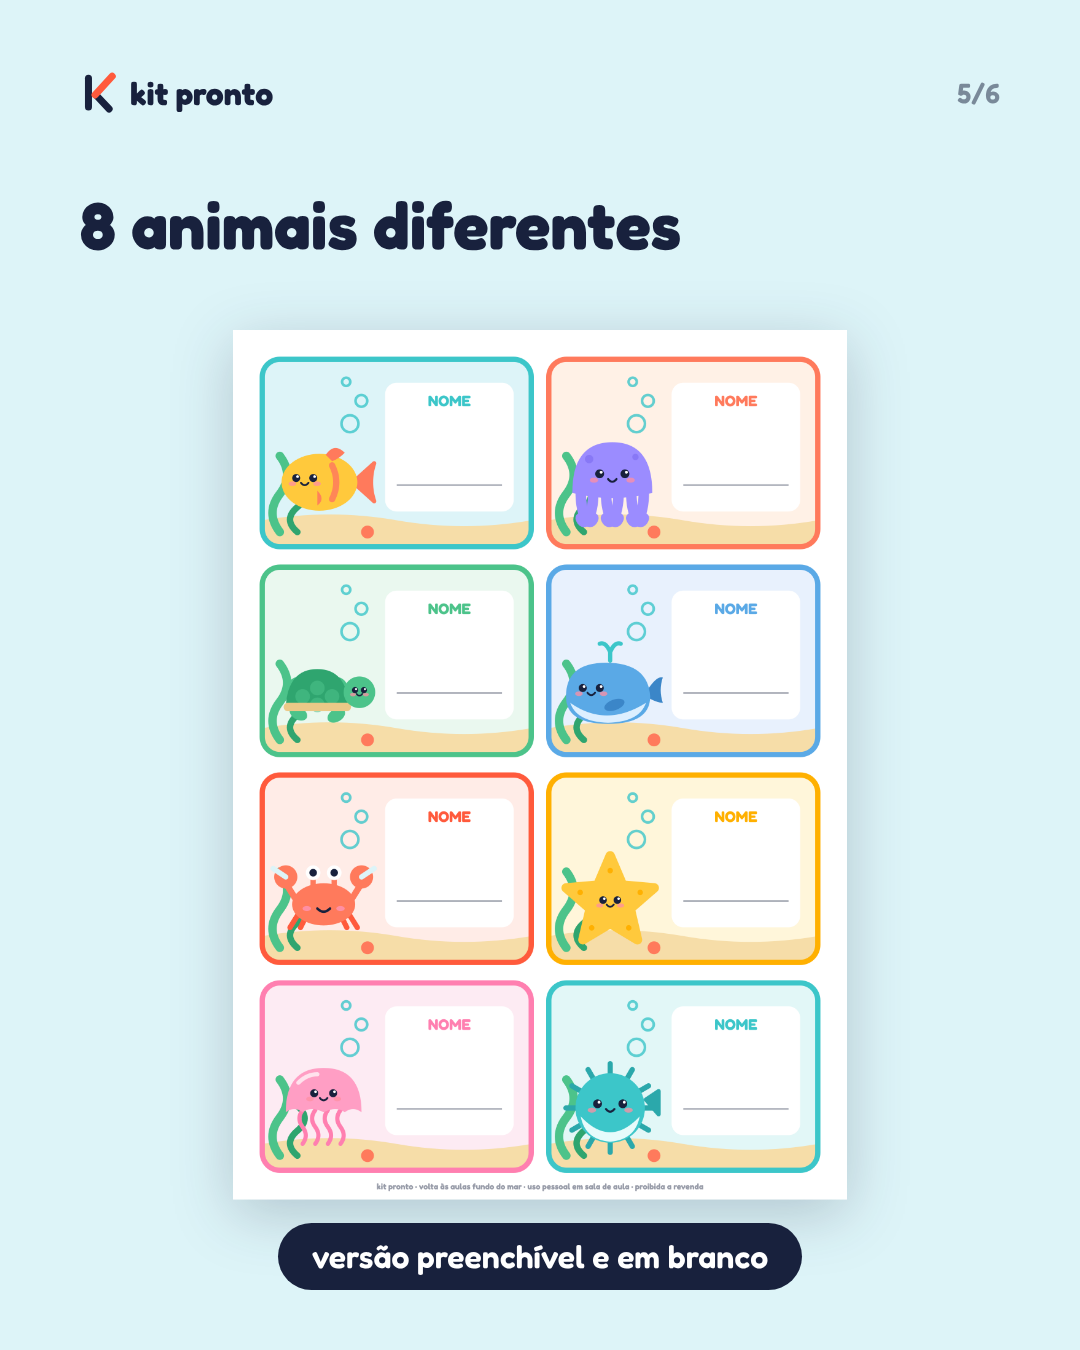 kit pronto
5/6
8 animais diferentes
NOME
NOME
NOME
NOME
NOME
NOME
NOME
NOME
kit pronto · volta às aulas fundo do mar · uso pessoal em sala de aula · proibida a revenda
versão preenchível e em branco